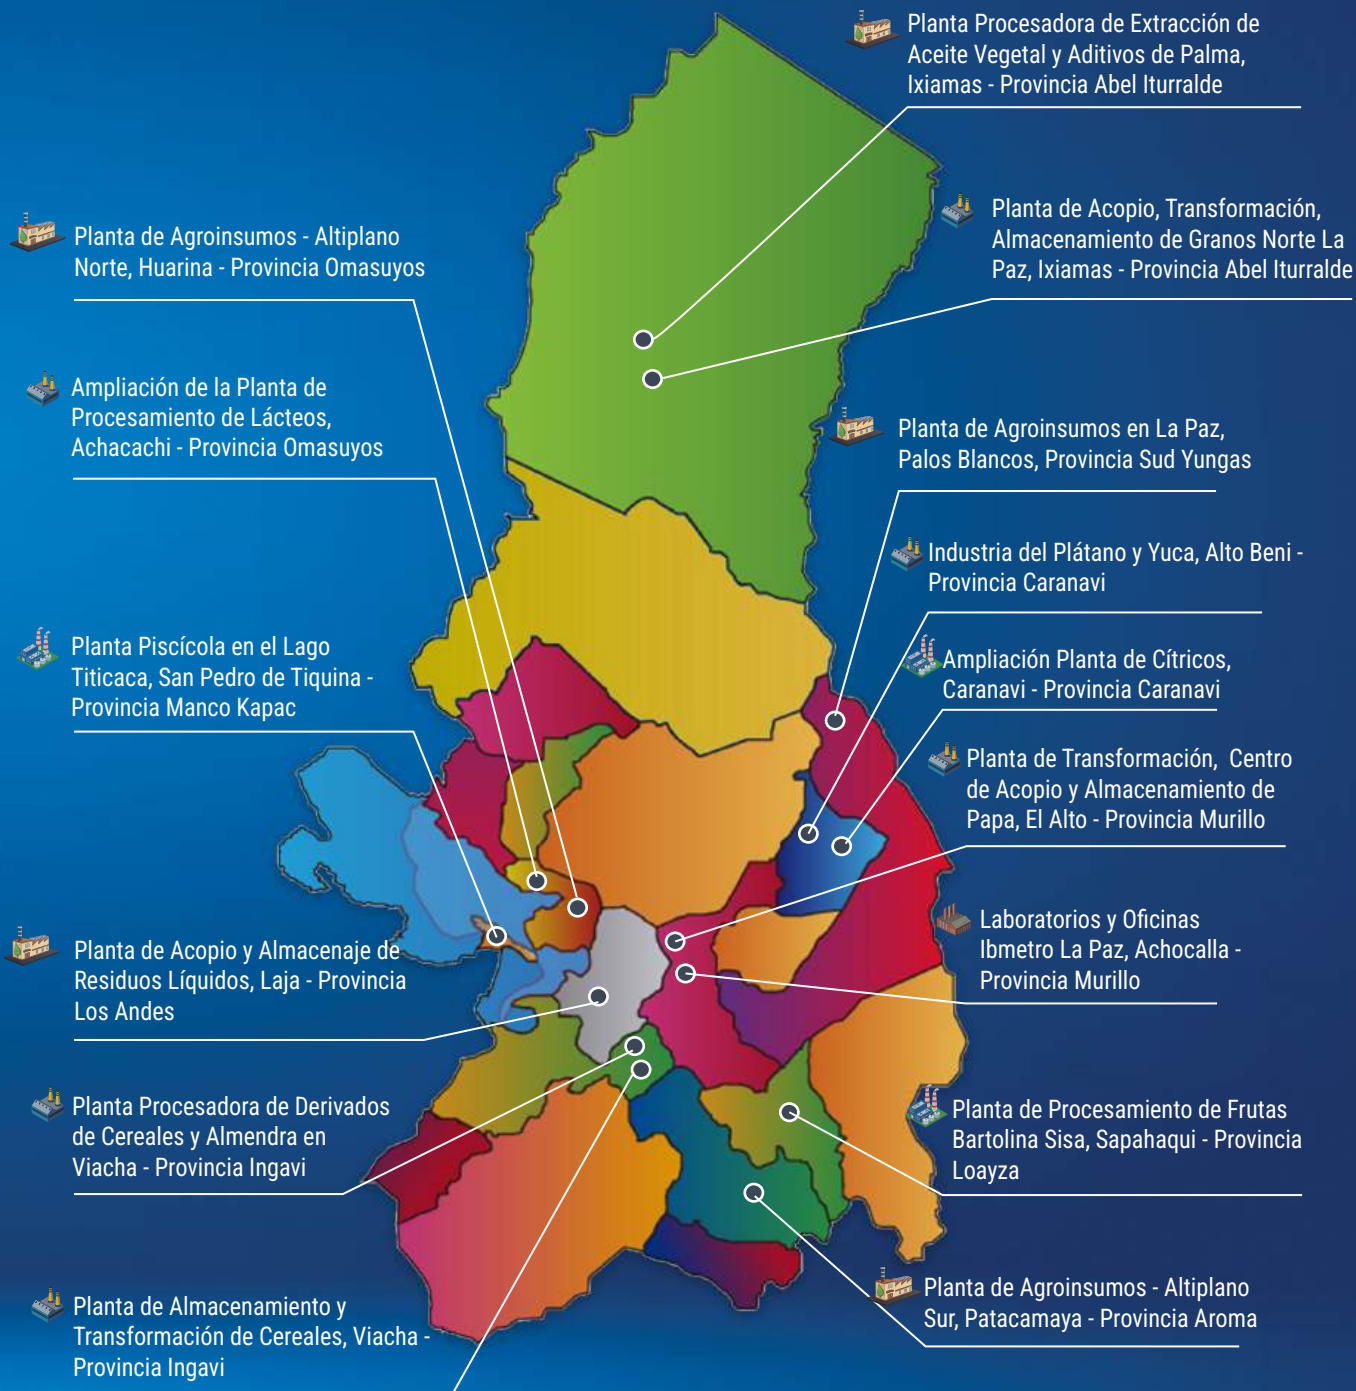 Planta Procesadora de Extracción de
Aceite Vegetal y Aditivos de Palma,
Ixiamas - Provincia Abel Iturralde
Planta de Acopio, Transformación,
Almacenamiento de Granos Norte La
Paz, Ixiamas - Provincia Abel Iturralde
Planta de Agroinsumos - Altiplano
Norte, Huarina - Provincia Omasuyos
Ampliación de la Planta de
Procesamiento de Lácteos,
Achacachi - Provincia Omasuyos
Planta de Agroinsumos en La Paz,
Palos Blancos, Provincia Sud Yungas
Industria del Plátano y Yuca, Alto Beni -
Provincia Caranavi
Planta Piscícola en el Lago
Titicaca, San Pedro de Tiquina -
Provincia Manco Kapac
Ampliación Planta de Cítricos,
Caranavi - Provincia Caranavi
Planta de Transformación, Centro
de Acopio y Almacenamiento de
Papa, El Alto - Provincia Murillo
Planta de Acopio y Almacenaje de
Residuos Líquidos, Laja - Provincia
Los Andes
Laboratorios y Oficinas
Ibmetro La Paz, Achocalla -
Provincia Murillo
Planta Procesadora de Derivados
de Cereales y Almendra en
Viacha - Provincia Ingavi
Planta de Procesamiento de Frutas
Bartolina Sisa, Sapahaqui - Provincia
Loayza
Planta de Almacenamiento y
Transformación de Cereales, Viacha -
Provincia Ingavi
Planta de Agroinsumos - Altiplano
Sur, Patacamaya - Provincia Aroma